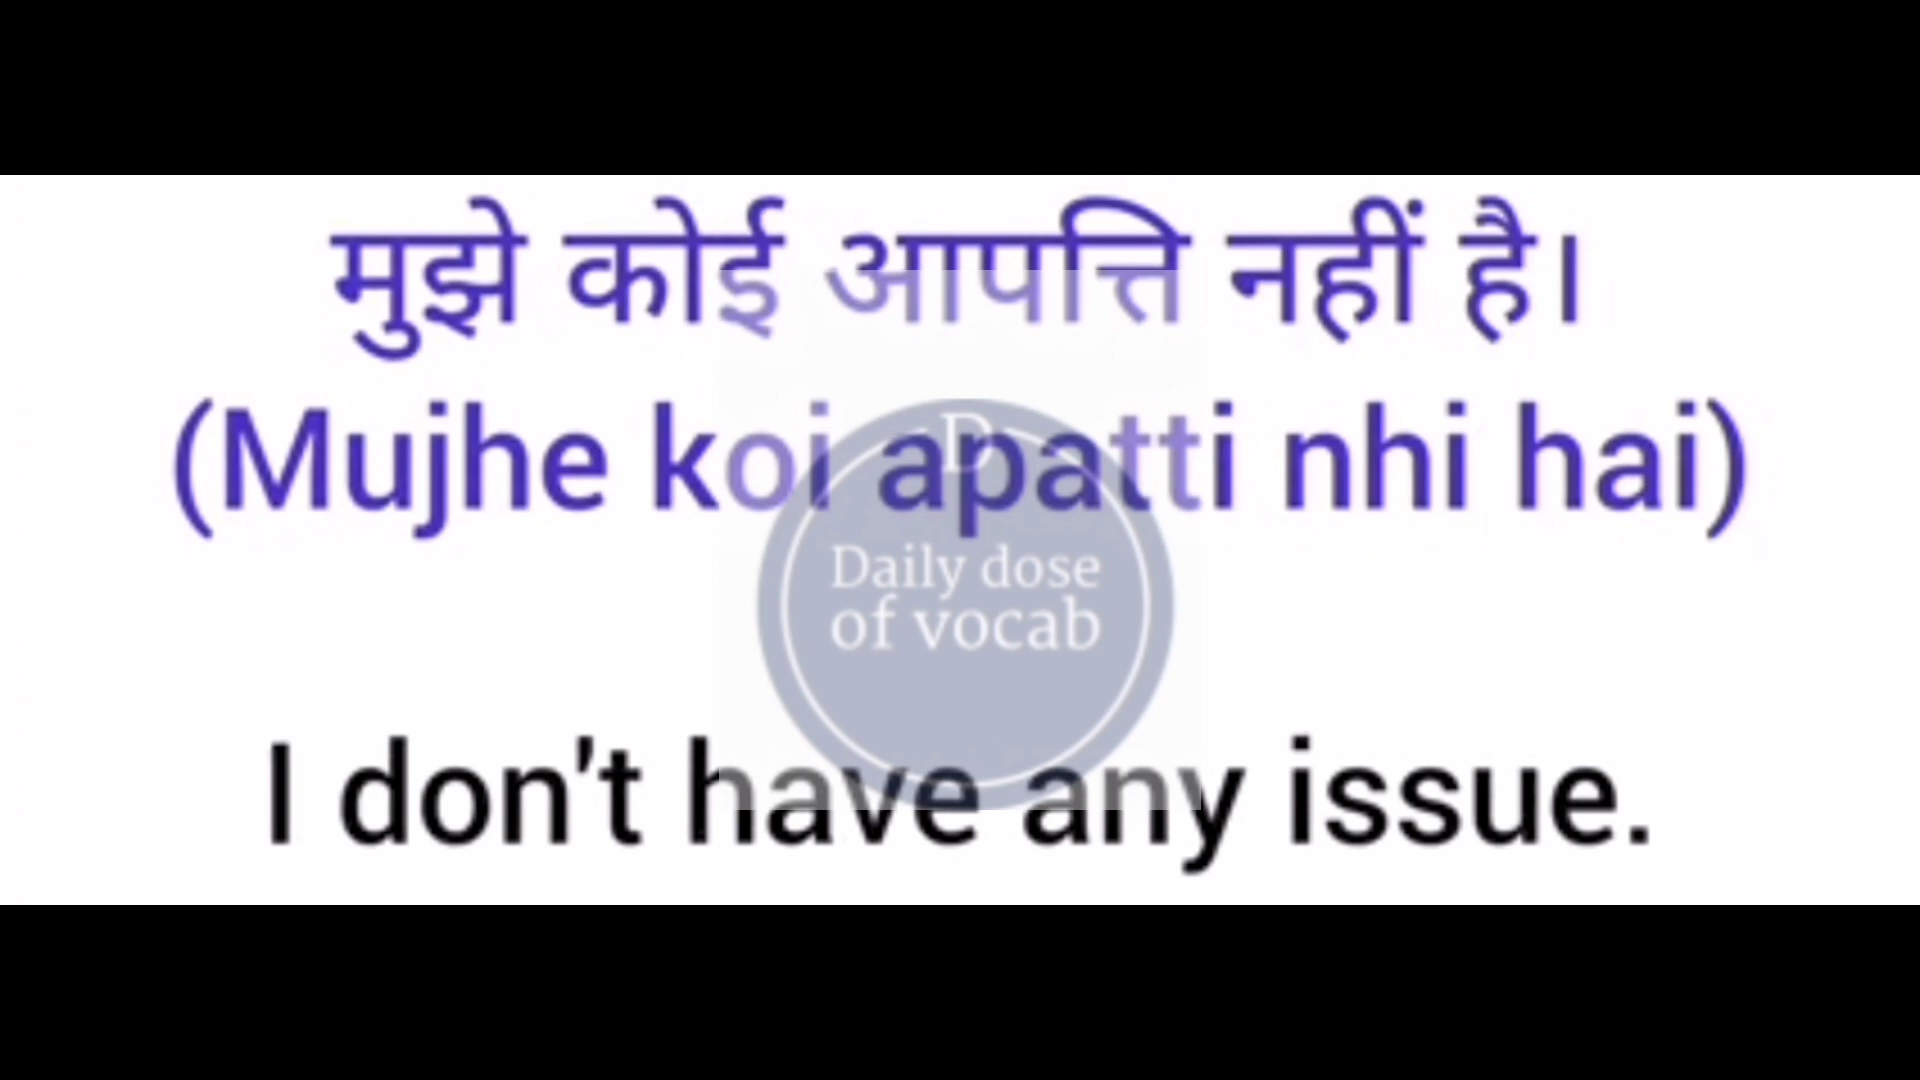 मुझे कोई आपत्ति नहीं है।
(Mujhe koi apatti nhi hai)
D
Daily dose
of vocab
I don't have any issue.